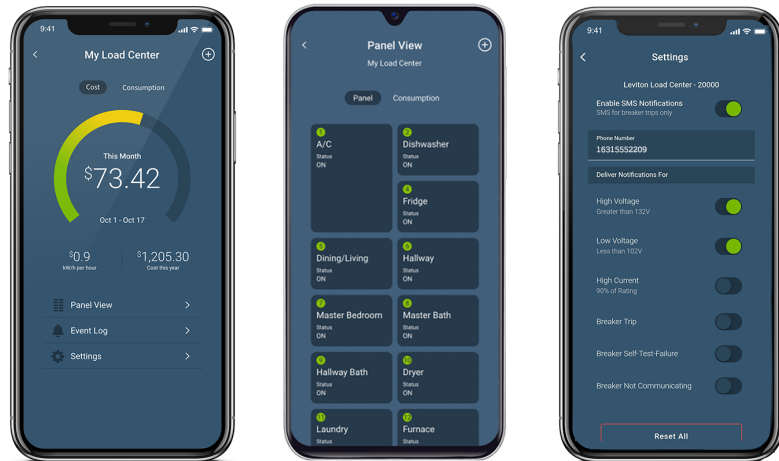 9:41
My Load Center
Cost Consumption
This Month
$73.42
Oct 1 - Oct 17
$0.9
kW/h per hour
$1,205.30
Cost this year
Panel View
Event Log
Settings
Panel View
My Load Center
Panel Consumption
1
A/C
Status
ON
2
Dishwasher
Status
ON
4
Fridge
Status
ON
5
Dining/Living
Status
ON
6
Hallway
Status
ON
7
Master Bedroom
Status
ON
8
Master Bath
Status
ON
9
Hallway Bath
Status
ON
10
Dryer
Status
ON
11
Laundry
Status
12
Furnace
Status
9:41
Settings
Leviton Load Center - 20000
Enable SMS Notifications
SMS for breaker trips only
Phone Number
16315552209
Deliver Notifications For
High Voltage
Greater than 132V
Low Voltage
Less than 102V
High Current
90% of Rating
Breaker Trip
Breaker Self-Test-Failure
Breaker Not Communicating
Reset All